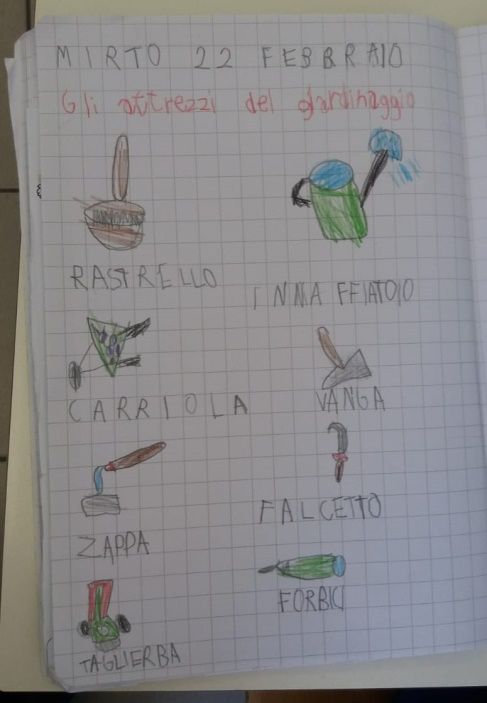 MIRTO 22 FEBBRAIO
Gli attrezzi del giardinaggio
RASTRELLO
INNAFFIATOIO
CARRIOLA
VANGA
ZAPPA
FALCETTO
TAGLIERBA
FORBICI